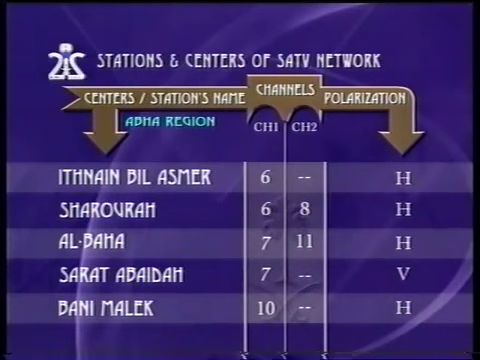 STATIONS & CENTERS OF SATV NETWORK
CENTERS / STATION'S NAME CHANNELS POLARIZATION
ABHA REGION CH1 CH2
ITHNAIN BIL ASMER 6 -- H
SHAROURAH 6 8 H
AL-BAHA 7 11 H
SARAT ABAIDAH 7 -- V
BANI MALEK 10 -- H